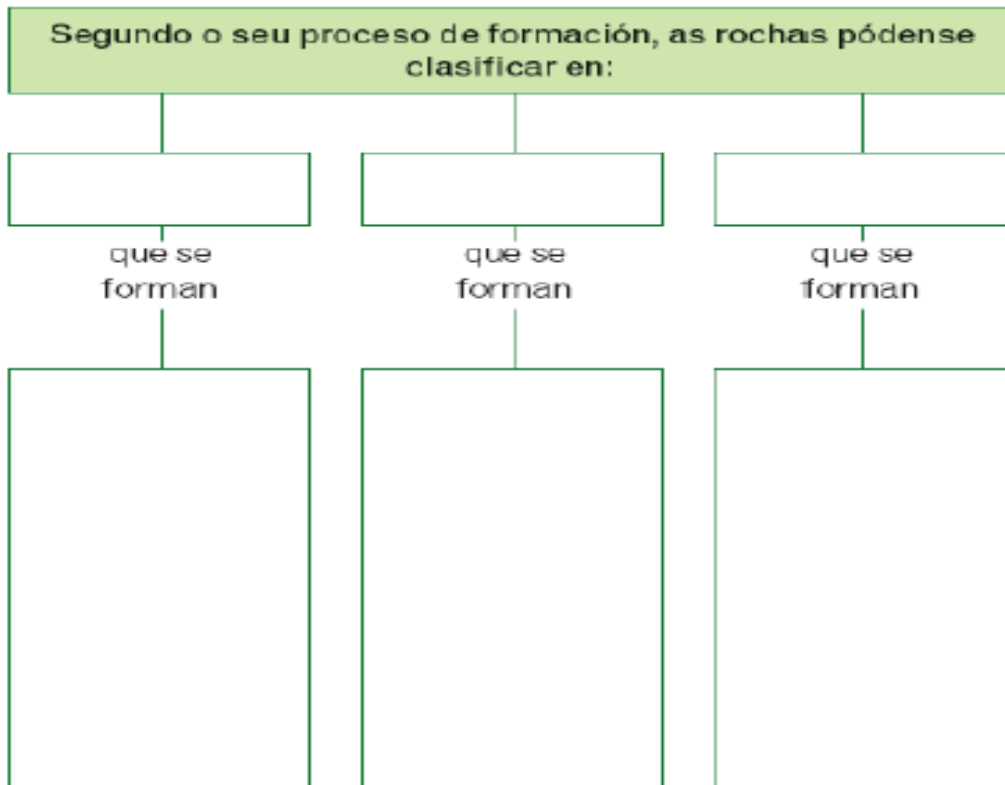 Segundo o seu proceso de formación, as rochas pódense
clasificar en:
que se
forman
que se
forman
que se
forman